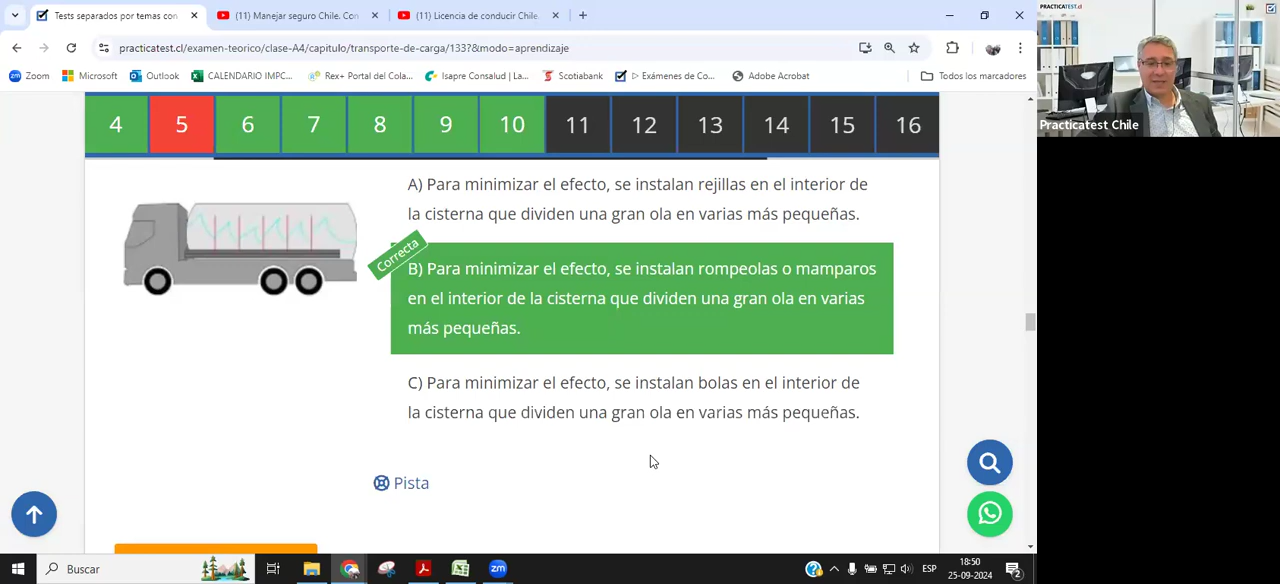 Tests separados por temas con
(11) Manejar seguro Chile. Con
(11) Licencia de conducir Chile.
practicatest.cl/examen-teorico/clase-A4/capitulo/transporte-de-carga/133?&modo=aprendizaje
Zoom
Microsoft
Outlook
CALENDARIO IMPC...
Rex+ Portal del Cola...
Isapre Consalud | La...
Scotiabank
▷ Exámenes de Co...
Adobe Acrobat
Todos los marcadores
PRACTICATEST.cl
Practicatest Chile
4 5 6 7 8 9 10 11 12 13 14 15 16
A) Para minimizar el efecto, se instalan rejillas en el interior de
la cisterna que dividen una gran ola en varias más pequeñas.
Correcta
B) Para minimizar el efecto, se instalan rompeolas o mamparos
en el interior de la cisterna que dividen una gran ola en varias
más pequeñas.
C) Para minimizar el efecto, se instalan bolas en el interior de
la cisterna que dividen una gran ola en varias más pequeñas.
Pista
Buscar
ESP
18:50
25-09-2024
2